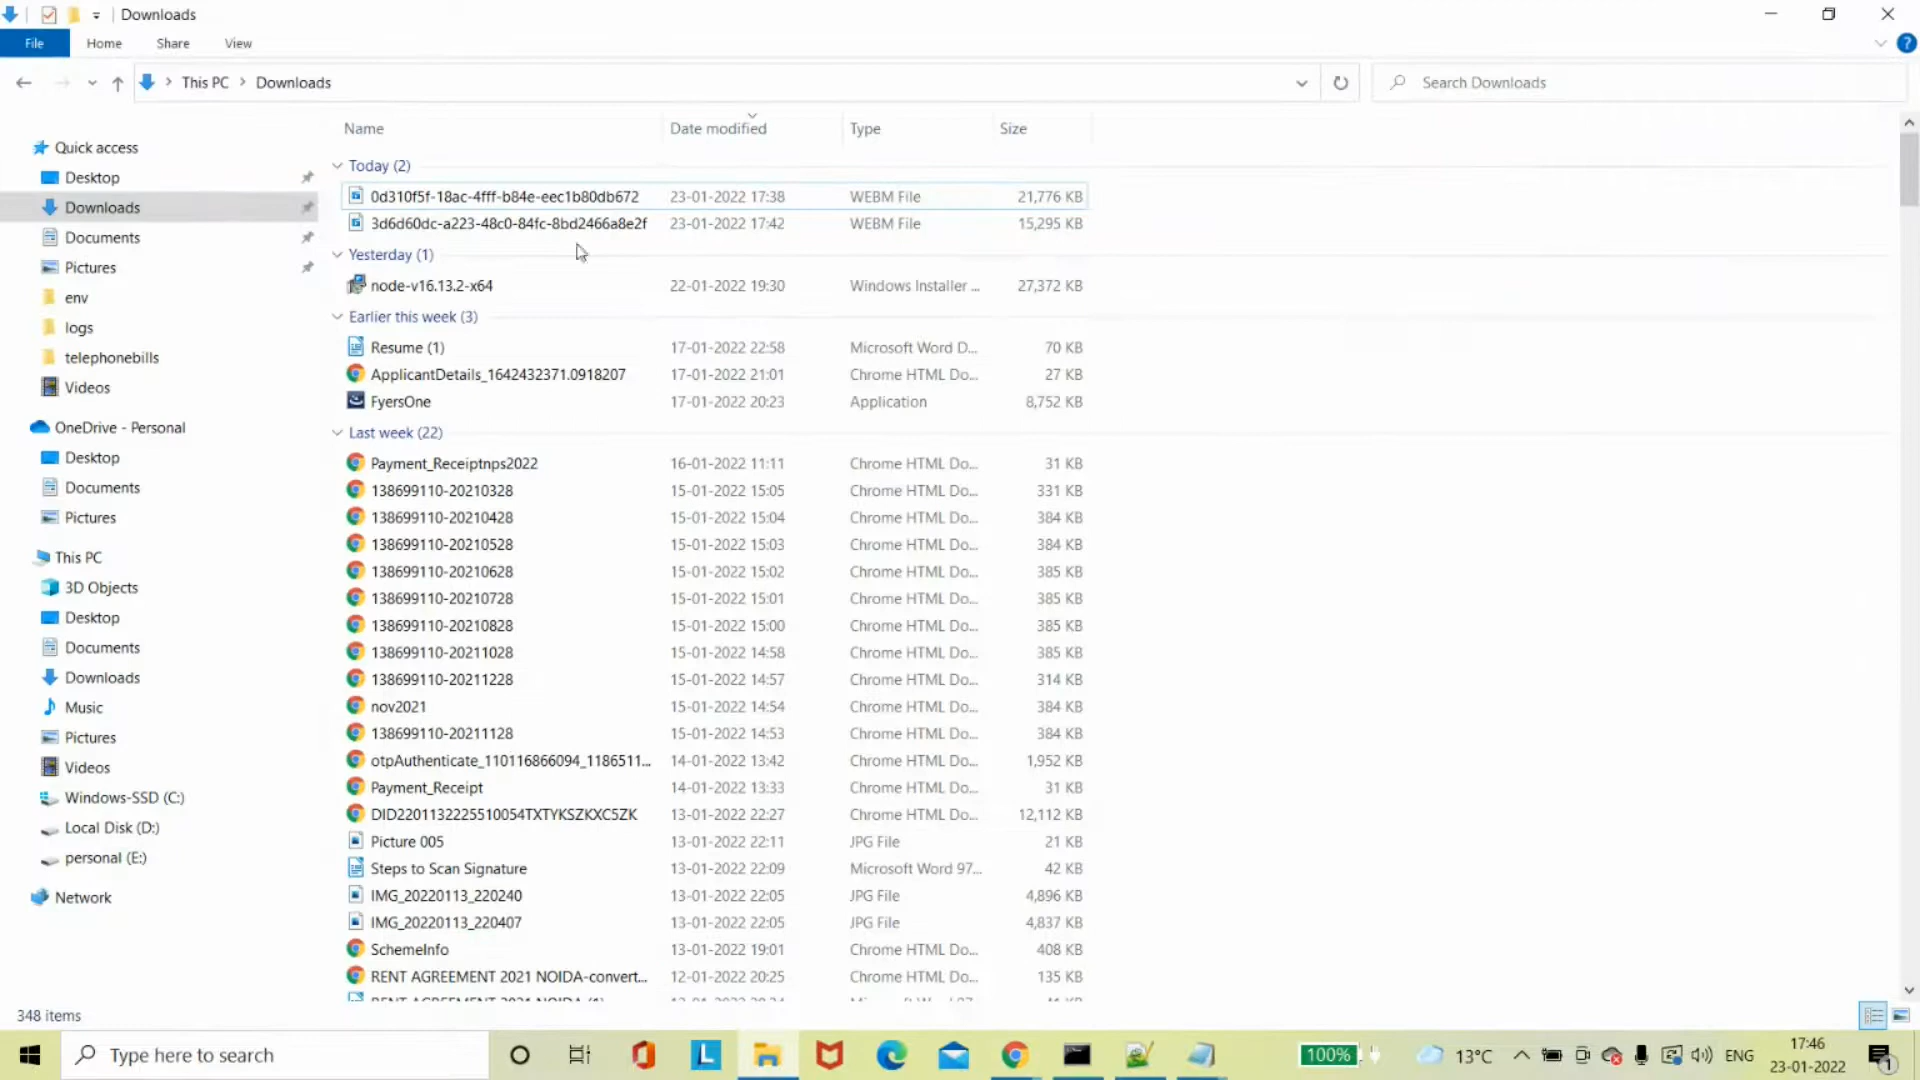 Downloads
File Home Share View
This PC > Downloads
Search Downloads
Name Date modified Type Size
Quick access
Desktop
Downloads
Documents
Pictures
env
logs
telephonebills
Videos
OneDrive - Personal
Desktop
Documents
Pictures
This PC
3D Objects
Desktop
Documents
Downloads
Music
Pictures
Videos
Windows-SSD (C:)
Local Disk (D:)
personal (E:)
Network
Today (2)
0d310f5f-18ac-4fff-b84e-eec1b80db672 23-01-2022 17:38 WEBM File 21,776 KB
3d6d60dc-a223-48c0-84fc-8bd2466a8e2f 23-01-2022 17:42 WEBM File 15,295 KB
Yesterday (1)
node-v16.13.2-x64 22-01-2022 19:30 Windows Installer ... 27,372 KB
Earlier this week (3)
Resume (1) 17-01-2022 22:58 Microsoft Word D... 70 KB
ApplicantDetails_1642432371.0918207 17-01-2022 21:01 Chrome HTML Do... 27 KB
FyersOne 17-01-2022 20:23 Application 8,752 KB
Last week (22)
Payment_Receiptnps2022 16-01-2022 11:11 Chrome HTML Do... 31 KB
138699110-20210328 15-01-2022 15:05 Chrome HTML Do... 331 KB
138699110-20210428 15-01-2022 15:04 Chrome HTML Do... 384 KB
138699110-20210528 15-01-2022 15:03 Chrome HTML Do... 384 KB
138699110-20210628 15-01-2022 15:02 Chrome HTML Do... 385 KB
138699110-20210728 15-01-2022 15:01 Chrome HTML Do... 385 KB
138699110-20210828 15-01-2022 15:00 Chrome HTML Do... 385 KB
138699110-20211028 15-01-2022 14:58 Chrome HTML Do... 385 KB
138699110-20211228 15-01-2022 14:57 Chrome HTML Do... 314 KB
nov2021 15-01-2022 14:54 Chrome HTML Do... 384 KB
138699110-20211128 15-01-2022 14:53 Chrome HTML Do... 384 KB
otpAuthenticate_110116866094_1186511... 14-01-2022 13:42 Chrome HTML Do... 1,952 KB
Payment_Receipt 14-01-2022 13:33 Chrome HTML Do... 31 KB
DID2201132225510054TXTYKSZKXC5ZK 13-01-2022 22:27 Chrome HTML Do... 12,112 KB
Picture 005 13-01-2022 22:11 JPG File 21 KB
Steps to Scan Signature 13-01-2022 22:09 Microsoft Word 97... 42 KB
IMG_20220113_220240 13-01-2022 22:05 JPG File 4,896 KB
IMG_20220113_220407 13-01-2022 22:05 JPG File 4,837 KB
SchemeInfo 13-01-2022 19:01 Chrome HTML Do... 408 KB
RENT AGREEMENT 2021 NOIDA-convert... 12-01-2022 20:25 Chrome HTML Do... 135 KB
348 items
Type here to search
100% 13°C ENG 17:46
23-01-2022
1